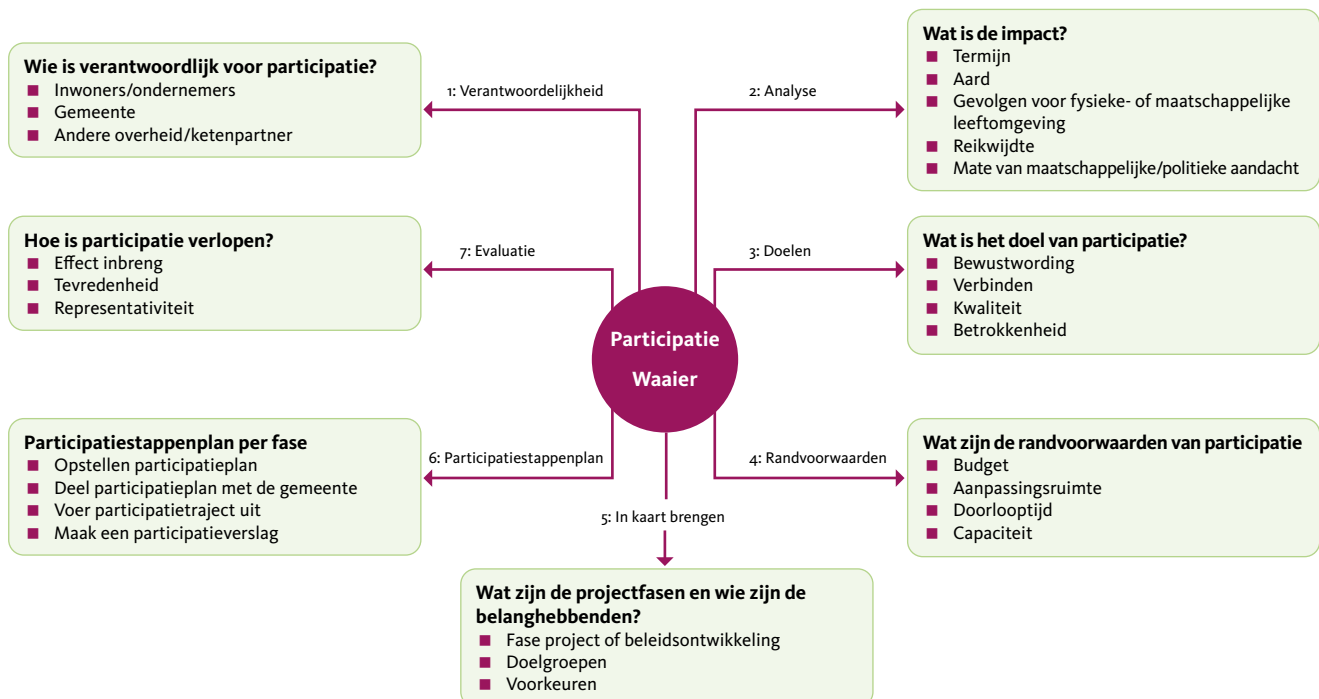 Wie is verantwoordlijk voor participatie?
Inwoners/ondernemers
Gemeente
Andere overheid/ketenpartner
1: Verantwoordelijkheid
2: Analyse
Wat is de impact?
Termijn
Aard
Gevolgen voor fysieke- of maatschappelijke
leeftomgeving
Reikwijdte
Mate van maatschappelijke/politieke aandacht
Hoe is participatie verlopen?
Effect inbreng
Tevredenheid
Representativiteit
7: Evaluatie
3: Doelen
Wat is het doel van participatie?
Bewustwording
Verbinden
Kwaliteit
Betrokkenheid
Participatie
Waaier
Participatiestappenplan per fase
Opstellen participatieplan
Deel participatieplan met de gemeente
Voer participatietraject uit
Maak een participatieverslag
6: Participatiestappenplan
4: Randvoorwaarden
Wat zijn de randvoorwaarden van participatie
Budget
Aanpassingsruimte
Doorlooptijd
Capaciteit
5: In kaart brengen
Wat zijn de projectfasen en wie zijn de
belanghebbenden?
Fase project of beleidsontwikkeling
Doelgroepen
Voorkeuren